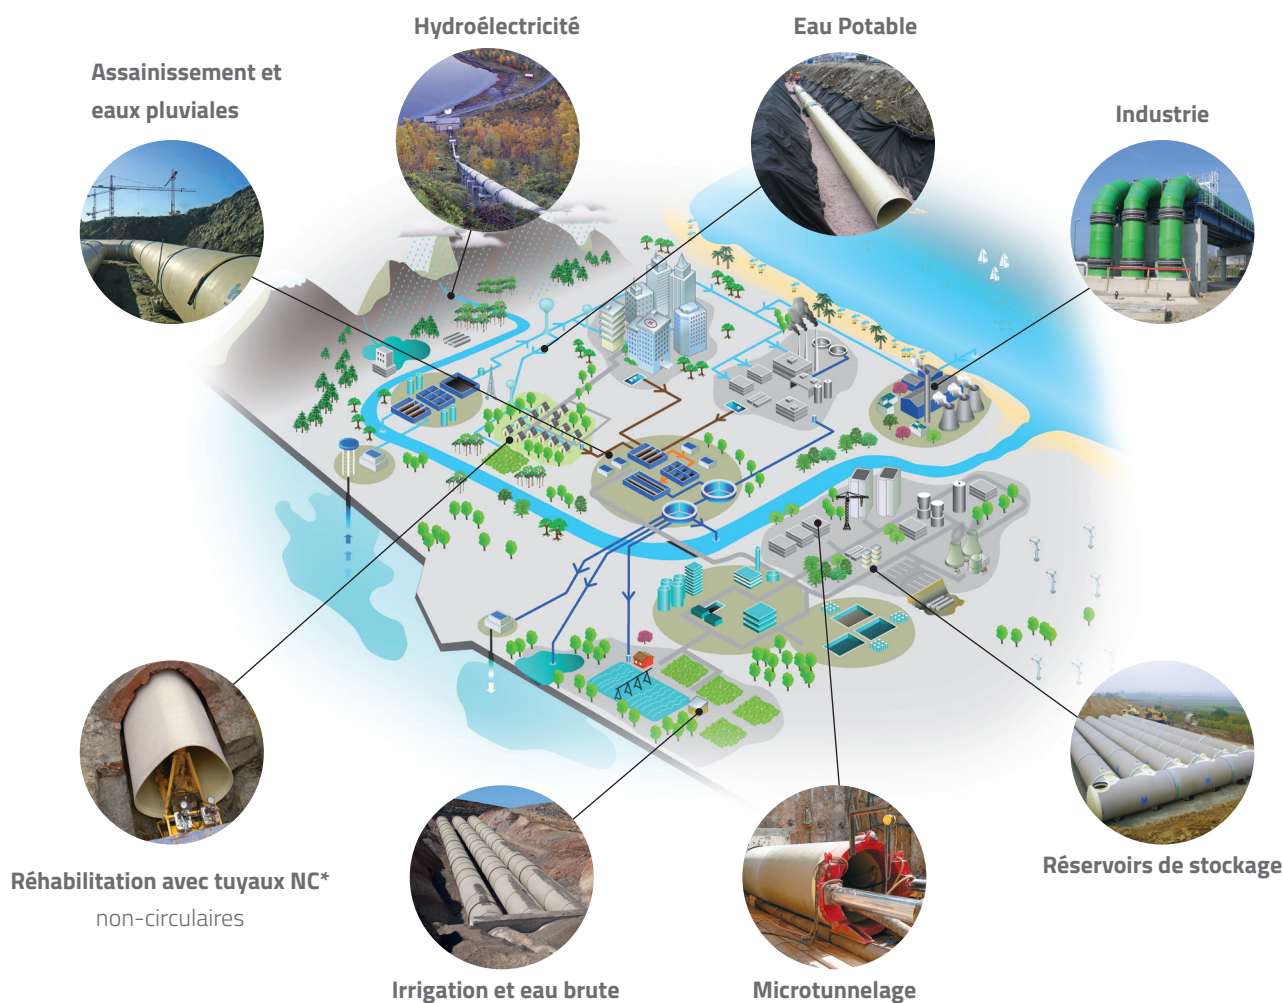 Hydroélectricité
Eau Potable
Assainissement et
eaux pluviales
Industrie
Réservoirs de stockage
Réhabilitation avec tuyaux NC*
non-circulaires
Irrigation et eau brute
Microtunnelage